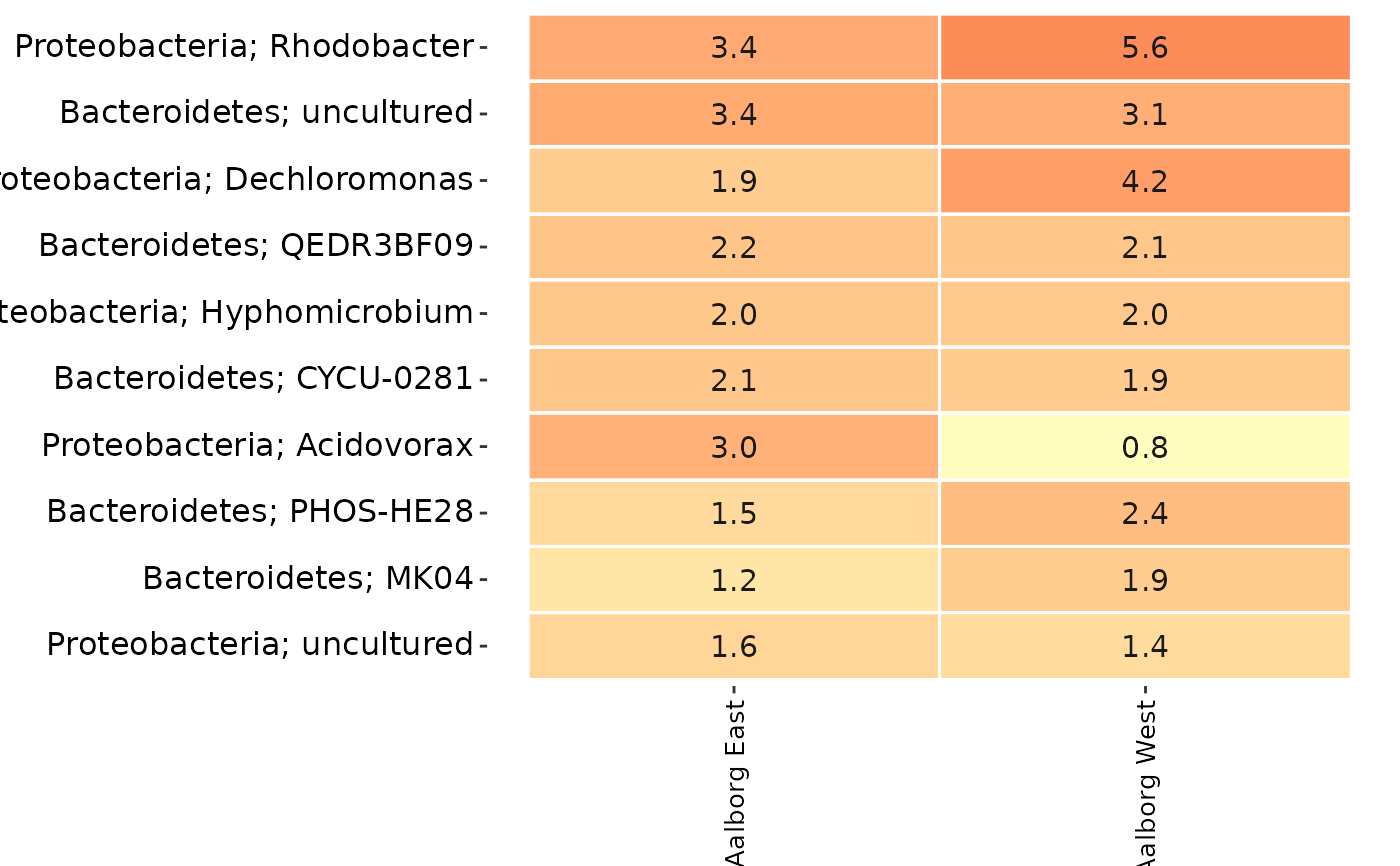 Proteobacteria; Rhodobacter 3.4 5.6
Bacteroidetes; uncultured 3.4 3.1
oteobacteria; Dechloromonas 1.9 4.2
Bacteroidetes; QEDR3BF09 2.2 2.1
teobacteria; Hyphomicrobium 2.0 2.0
Bacteroidetes; CYCU-0281 2.1 1.9
Proteobacteria; Acidovorax 3.0 0.8
Bacteroidetes; PHOS-HE28 1.5 2.4
Bacteroidetes; MK04 1.2 1.9
Proteobacteria; uncultured 1.6 1.4
Aalborg East
Aalborg West